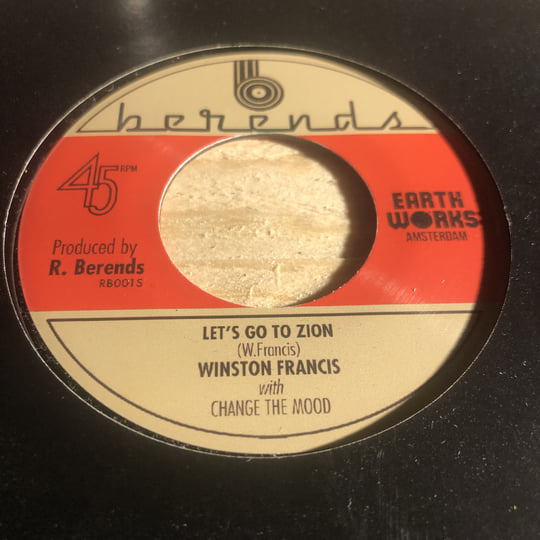 b
berends
45 RPM
EARTH
WORKS
AMSTERDAM
Produced by
R. Berends
RB001S
LET'S GO TO ZION
(W.Francis)
WINSTON FRANCIS
with
CHANGE THE MOOD